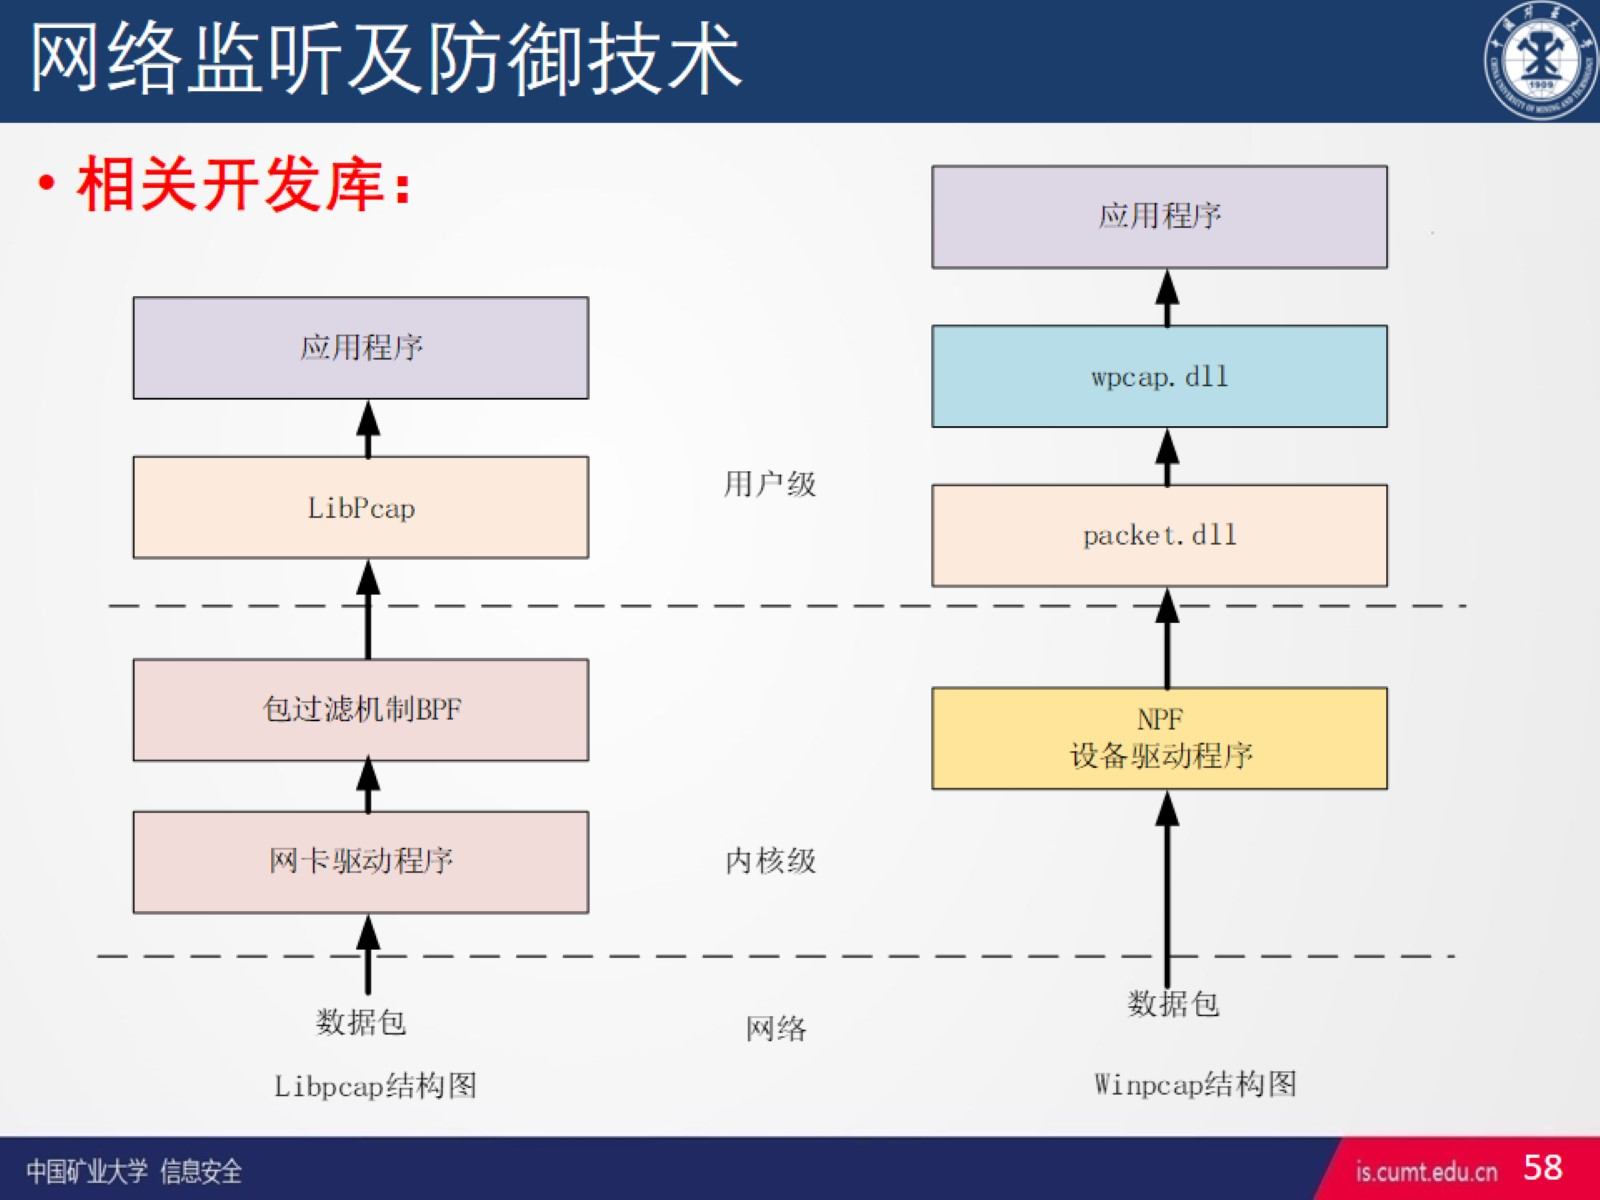 网络监听及防御技术
1909
• 相关开发库：
应用程序
LibPcap
包过滤机制BPF
网卡驱动程序
数据包
Libpcap结构图
用户级
内核级
网络
应用程序
wpcap.dll
packet.dll
NPF
设备驱动程序
数据包
Winpcap结构图
中国矿业大学 信息安全
is.cumt.edu.cn
58